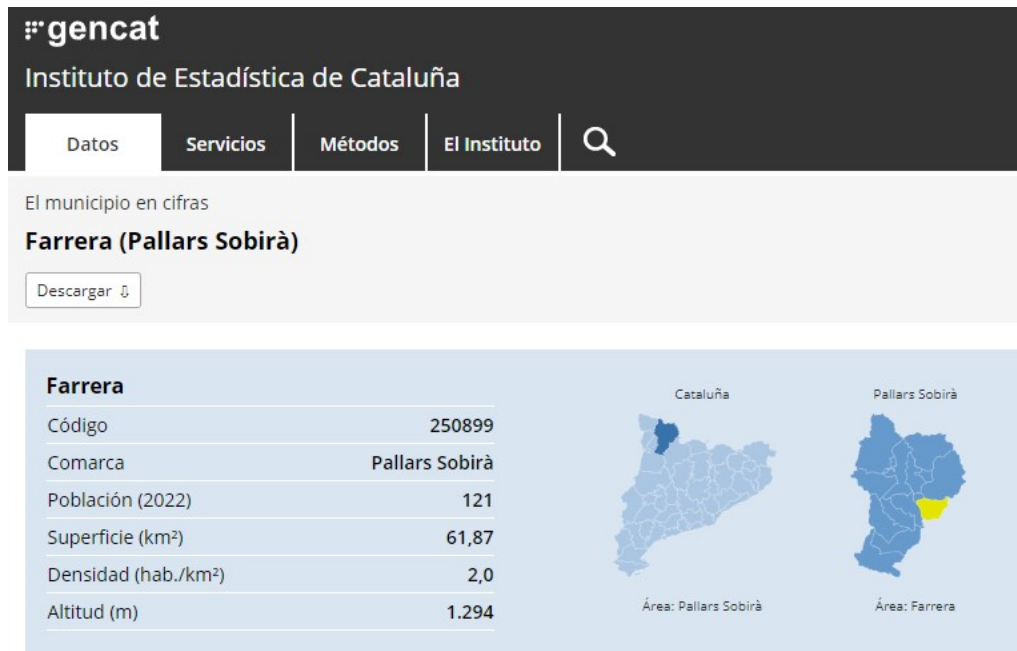 gencat
Instituto de Estadística de Cataluña
Datos Servicios Métodos El Instituto
El municipio en cifras
Farrera (Pallars Sobirà)
Descargar ⇩
Farrera
Código 250899
Comarca Pallars Sobirà
Población (2022) 121
Superficie (km²) 61,87
Densidad (hab./km²) 2,0
Altitud (m) 1.294
Cataluña Pallars Sobirà
Área: Pallars Sobirà Área: Farrera